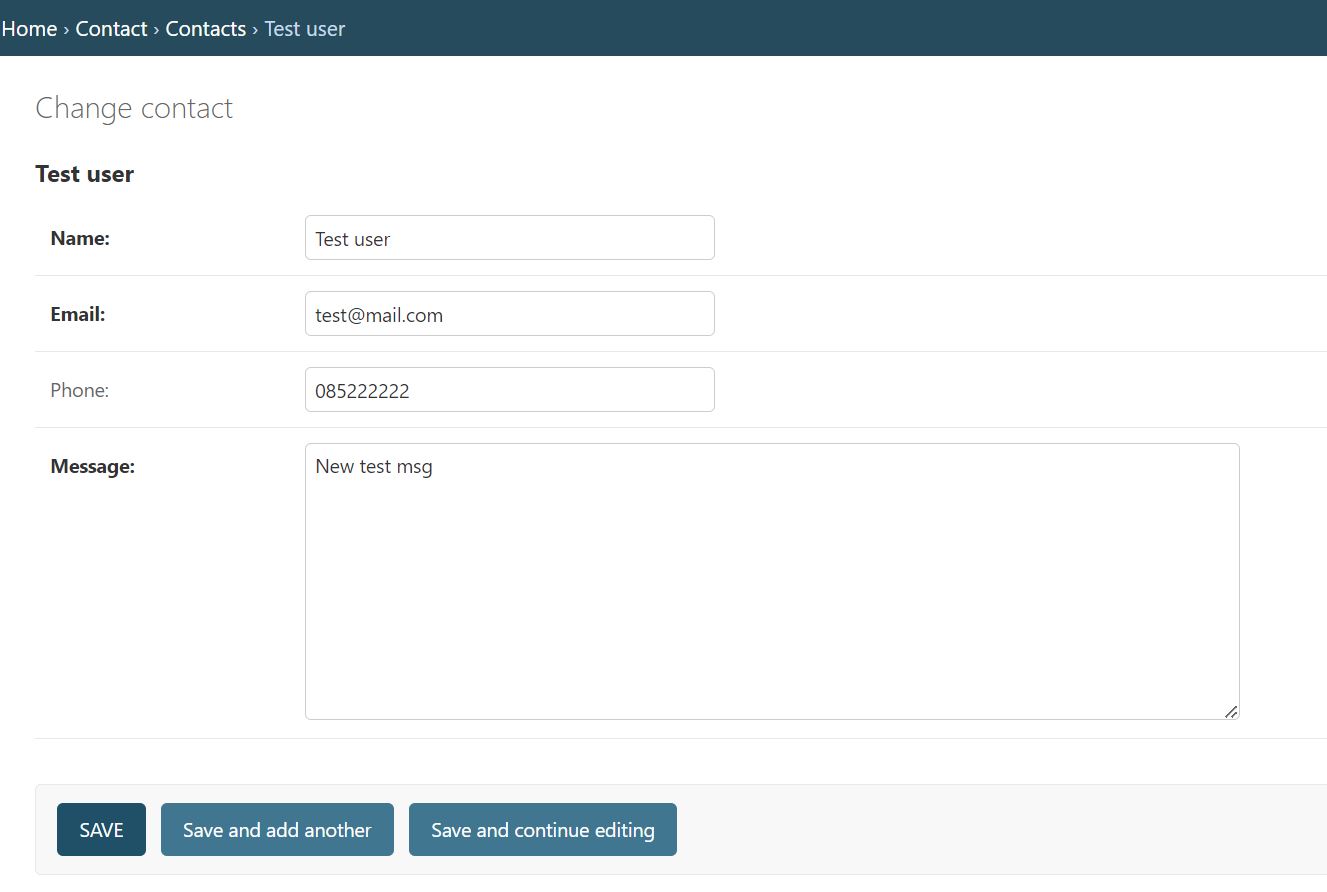 Home › Contact › Contacts › Test user
Change contact
Test user
Name: Test user
Email: test@mail.com
Phone: 085222222
Message: New test msg
SAVE Save and add another Save and continue editing